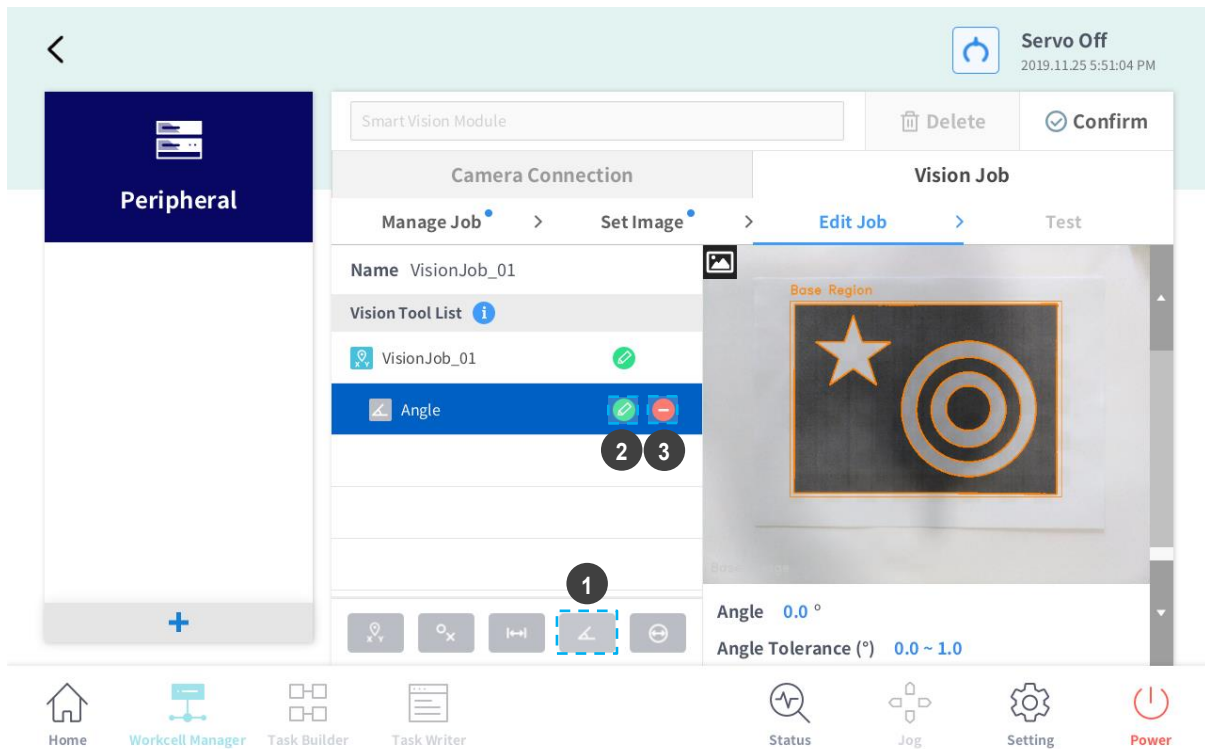 Servo Off
2019.11.25 5:51:04 PM
Peripheral
Smart Vision Module
Delete
Confirm
Camera Connection
Vision Job
Manage Job
>
Set Image
>
Edit Job
>
Test
Name VisionJob_01
Vision Tool List i
VisionJob_01
Angle
2
3
Base Region
1
X Y
X
+
Angle 0.0 °
Angle Tolerance (°) 0.0 ~ 1.0
Home
Workcell Manager
Task Builder
Task Writer
Status
Jog
Setting
Power